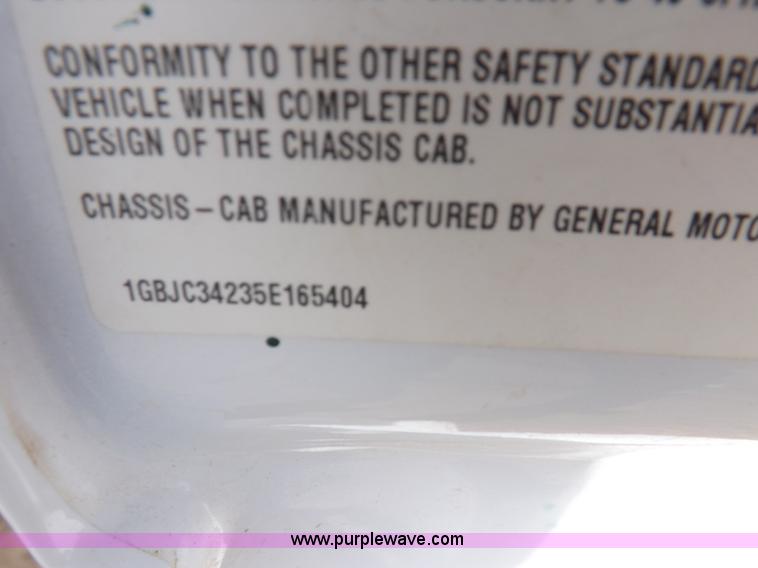 CONFORMITY TO THE OTHER SAFETY STANDARD
VEHICLE WHEN COMPLETED IS NOT SUBSTANTIA
DESIGN OF THE CHASSIS CAB.
CHASSIS-CAB MANUFACTURED BY GENERAL MOTO
1GBJC34235E165404
www.purplewave.com